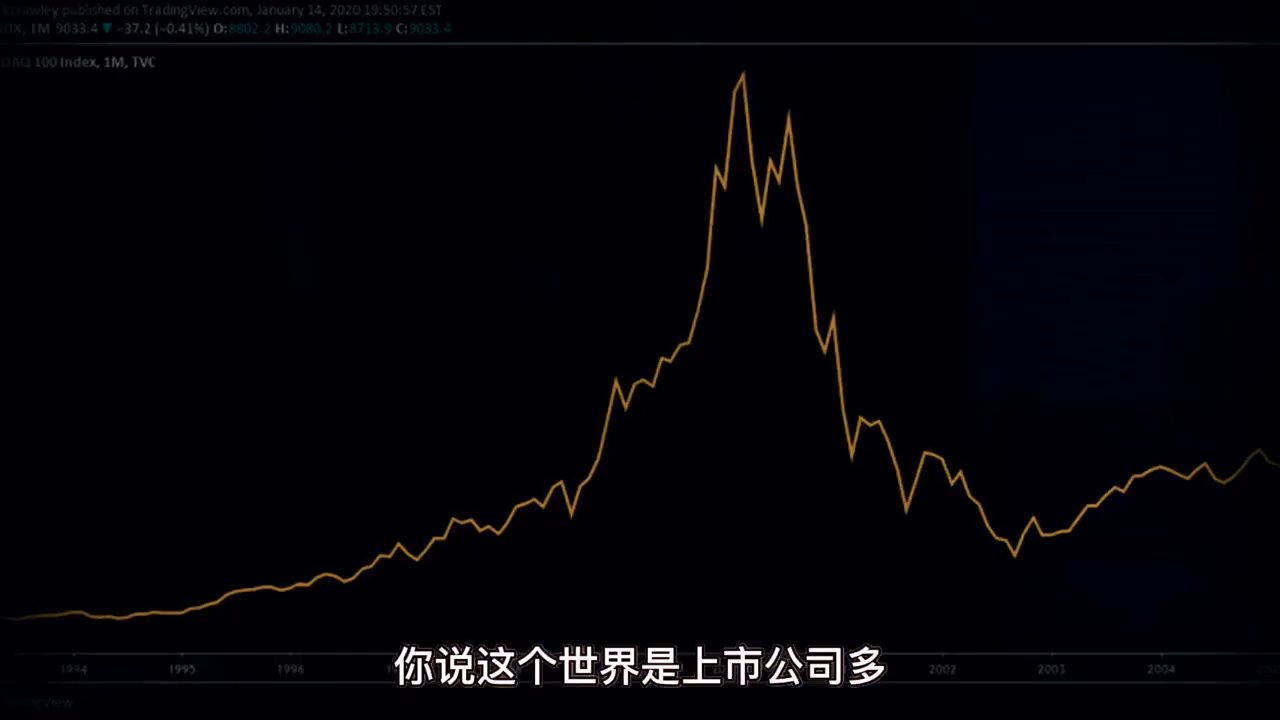 published on TradingView.com, January 14, 2020 19:50:57 EST
1M 9033.4 ▼ −37.2 (−0.41%) O:8802.2 H:9080.2 L:8713.9 C:9033.4
100 Index, 1M, TVC
1994 1995 1996 2002 2003 2004
你说这个世界是上市公司多